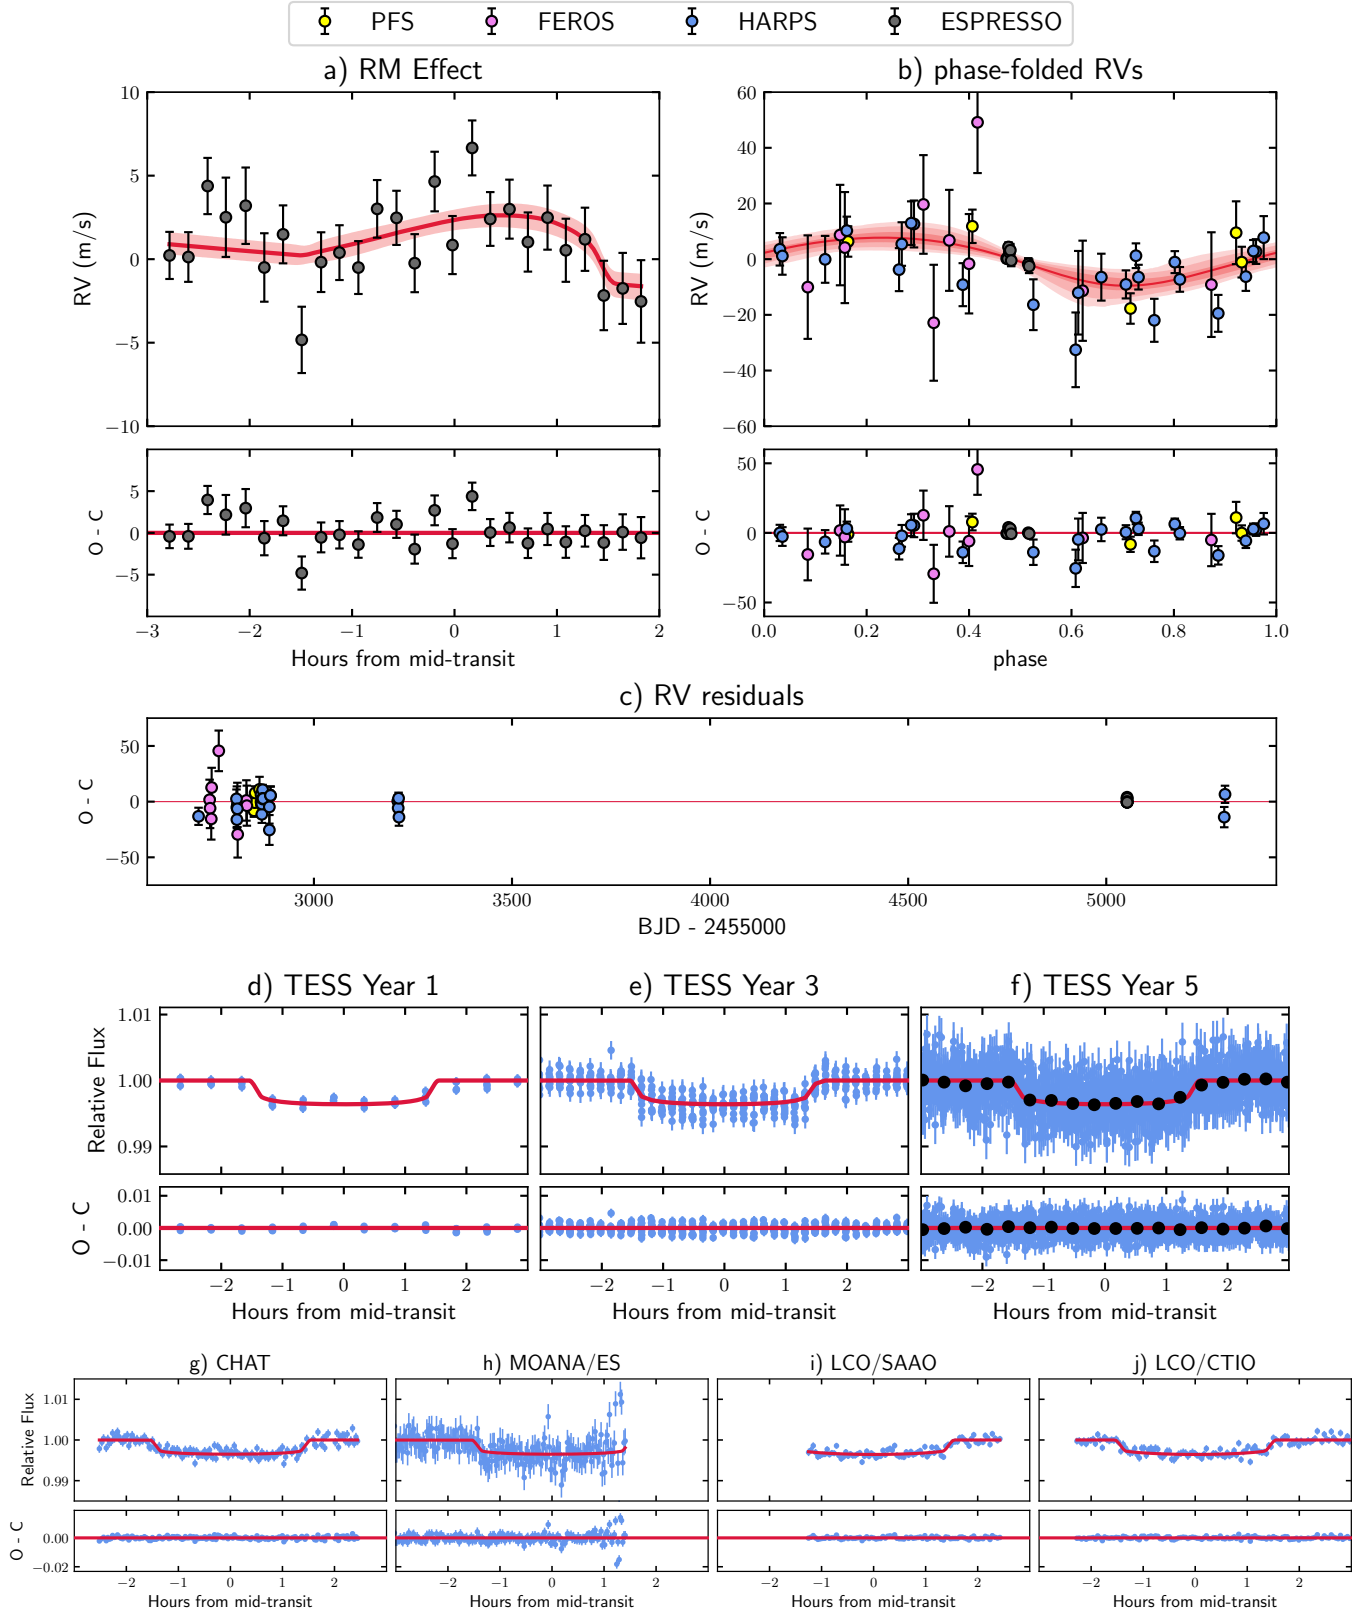 PFS FEROS HARPS ESPRESSO
a) RM Effect
b) phase-folded RVs
10
5
0
−5
−10
RV (m/s)
60
40
20
0
−20
−40
−60
RV (m/s)
5
0
−5
O - C
−3 −2 −1 0 1 2
Hours from mid-transit
50
0
−50
O - C
0.0 0.2 0.4 0.6 0.8 1.0
phase
c) RV residuals
50
0
−50
O - C
3000 3500 4000 4500 5000
BJD - 2455000
d) TESS Year 1
e) TESS Year 3
f) TESS Year 5
1.01
1.00
0.99
Relative Flux
0.01
0.00
−0.01
O - C
−2 −1 0 1 2
−2 −1 0 1 2
−2 −1 0 1 2
Hours from mid-transit
Hours from mid-transit
Hours from mid-transit
g) CHAT
h) MOANA/ES
i) LCO/SAAO
j) LCO/CTIO
1.01
1.00
0.99
Relative Flux
0.00
−0.02
O - C
−2 −1 0 1 2
−2 −1 0 1 2
−2 −1 0 1 2
−2 −1 0 1 2
Hours from mid-transit
Hours from mid-transit
Hours from mid-transit
Hours from mid-transit